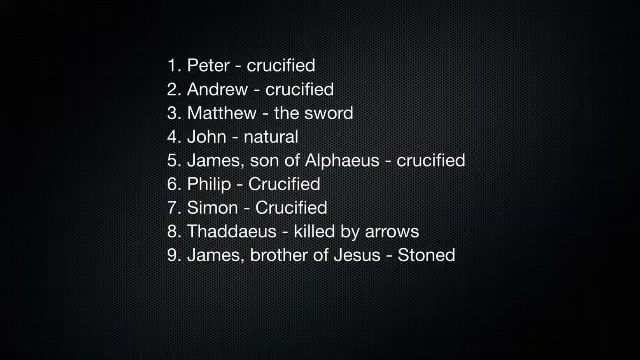 1. Peter - crucified
2. Andrew - crucified
3. Matthew - the sword
4. John - natural
5. James, son of Alphaeus - crucified
6. Philip - Crucified
7. Simon - Crucified
8. Thaddaeus - killed by arrows
9. James, brother of Jesus - Stoned